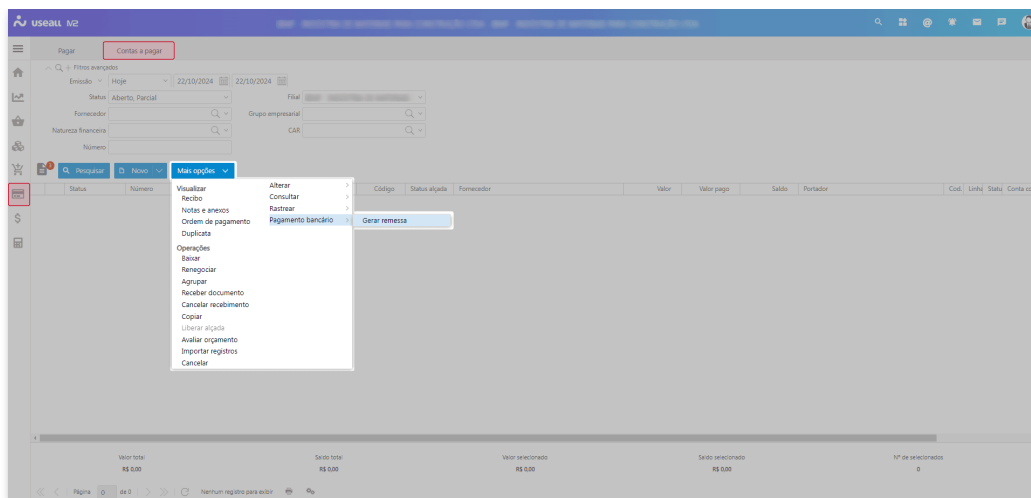 useall M2
Pagar Contas a pagar
Filtros avançados
Emissão Hoje 22/10/2024 22/10/2024
Status Aberto, Parcial Filial
Fornecedor Grupo empresarial
Natureza financeira CAR
Número
1 Pesquisar Novo Mais opções
Status Número Código Status alçada Fornecedor Valor Valor pago Saldo Portador Cod. Linha Statu Conta co
Visualizar Alterar
Recibo Consultar
Notas e anexos Rastrear
Ordem de pagamento Pagamento bancário Gerar remessa
Duplicata
Operações
Baixar
Renegociar
Agrupar
Receber documento
Cancelar recebimento
Copiar
Liberar alçada
Avaliar orçamento
Importar registros
Cancelar
Valor total Saldo total Valor selecionado Saldo selecionado Nº de selecionados
R$ 0,00 R$ 0,00 R$ 0,00 R$ 0,00 0
Página 0 de 0 Nenhum registro para exibir